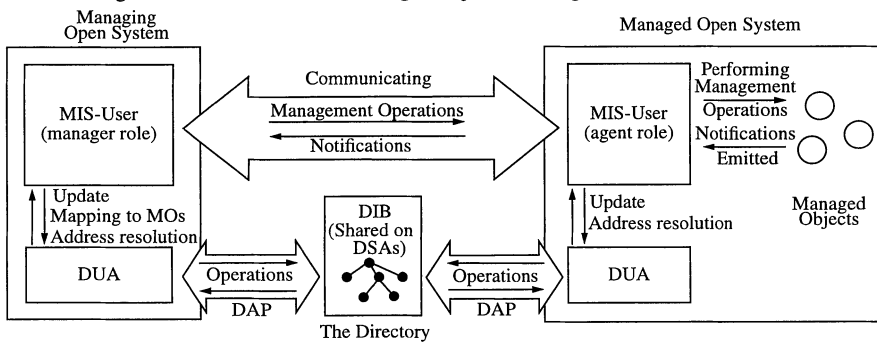 Managing
Open System
Managed Open System
MIS-User
(manager role)
Communicating
Management Operations
Notifications
MIS-User
(agent role)
Performing
Management
Operations
Notifications
Emitted
Managed
Objects
Update
Mapping to MOs
Address resolution
DUA
Operations
DAP
DIB
(Shared on
DSAs)
The Directory
Operations
DAP
Update
Address resolution
DUA